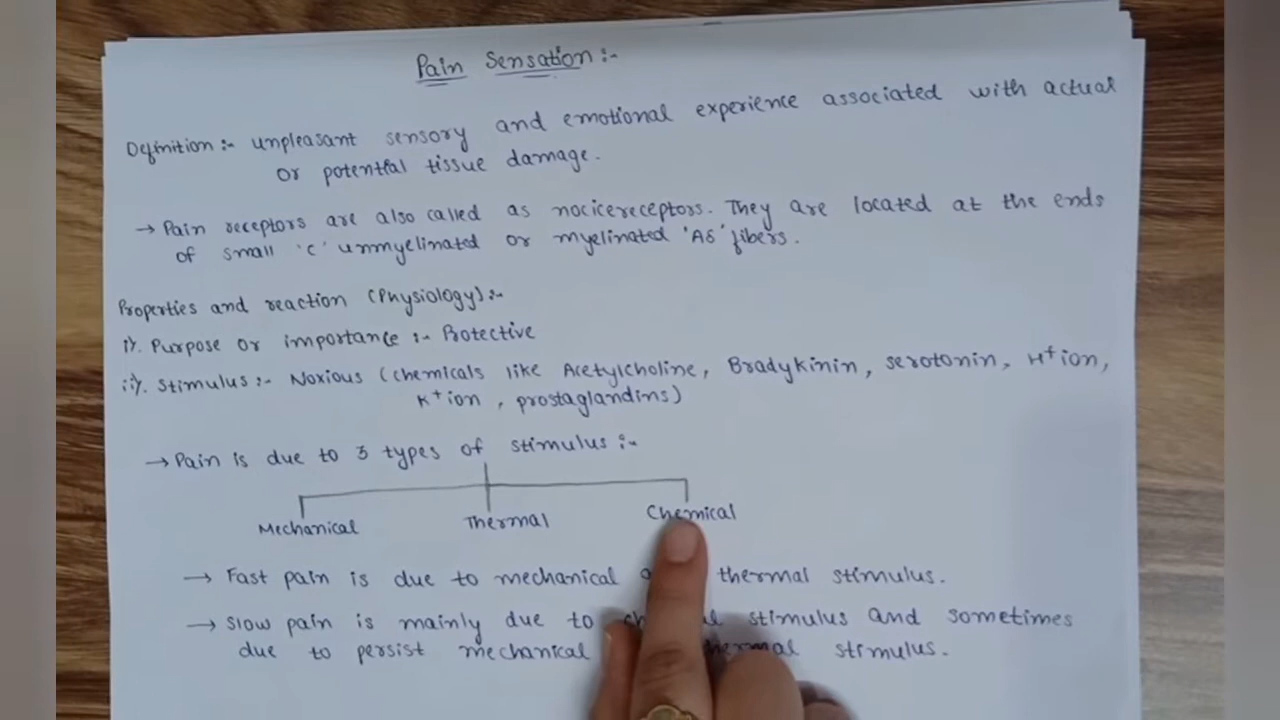 Pain Sensation :-
Definition :- unpleasant sensory and emotional experience associated with actual
or potential tissue damage.
→ Pain receptors are also called as nocicereceptors. They are located at the ends
of small 'c' unmyelinated or myelinated 'Aδ' fibers.
Properties and reaction (Physiology) :-
i). Purpose or importance :- Protective
ii). Stimulus :- Noxious (chemicals like Acetylcholine, Bradykinin, serotonin, H+ ion,
K+ ion, prostaglandins)
→ Pain is due to 3 types of stimulus :-
Mechanical Thermal Chemical
→ Fast pain is due to mechanical thermal stimulus.
→ Slow pain is mainly due to stimulus and sometimes
due to persist mechanical stimulus.